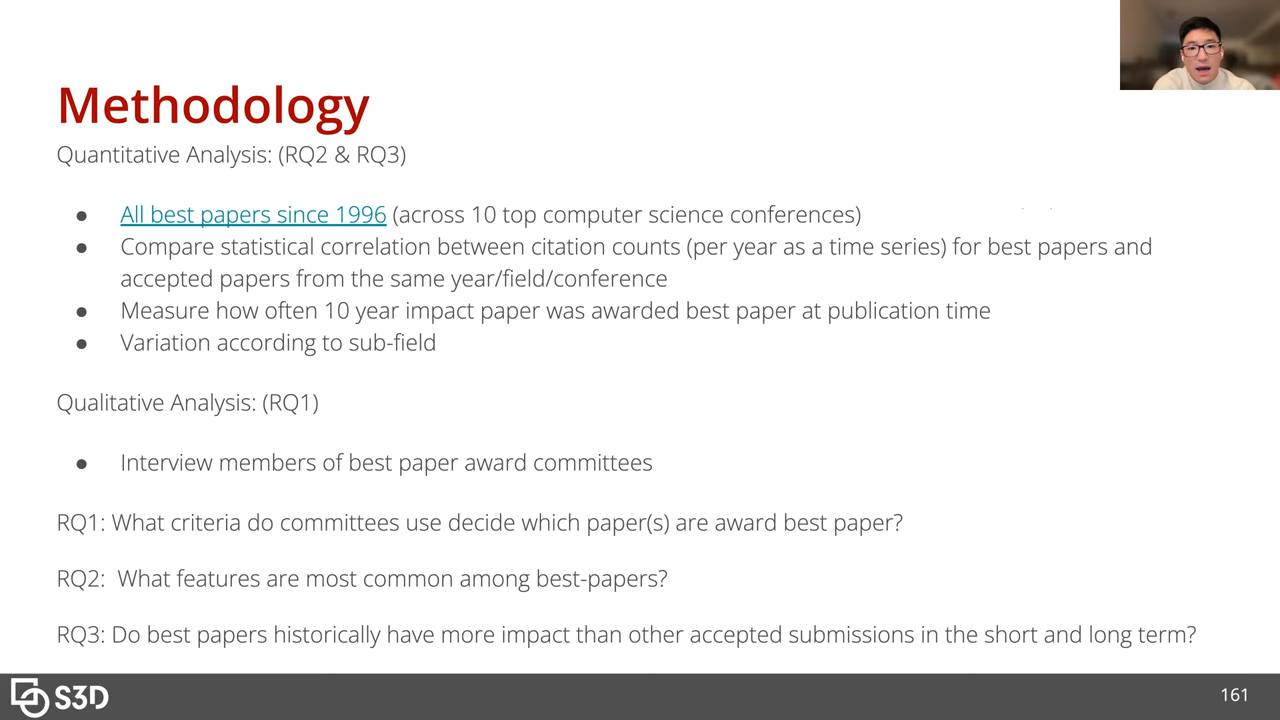 Methodology
Quantitative Analysis: (RQ2 & RQ3)
● All best papers since 1996 (across 10 top computer science conferences)
● Compare statistical correlation between citation counts (per year as a time series) for best papers and
accepted papers from the same year/field/conference
● Measure how often 10 year impact paper was awarded best paper at publication time
● Variation according to sub-field
Qualitative Analysis: (RQ1)
● Interview members of best paper award committees
RQ1: What criteria do committees use decide which paper(s) are award best paper?
RQ2: What features are most common among best-papers?
RQ3: Do best papers historically have more impact than other accepted submissions in the short and long term?
S3D
161